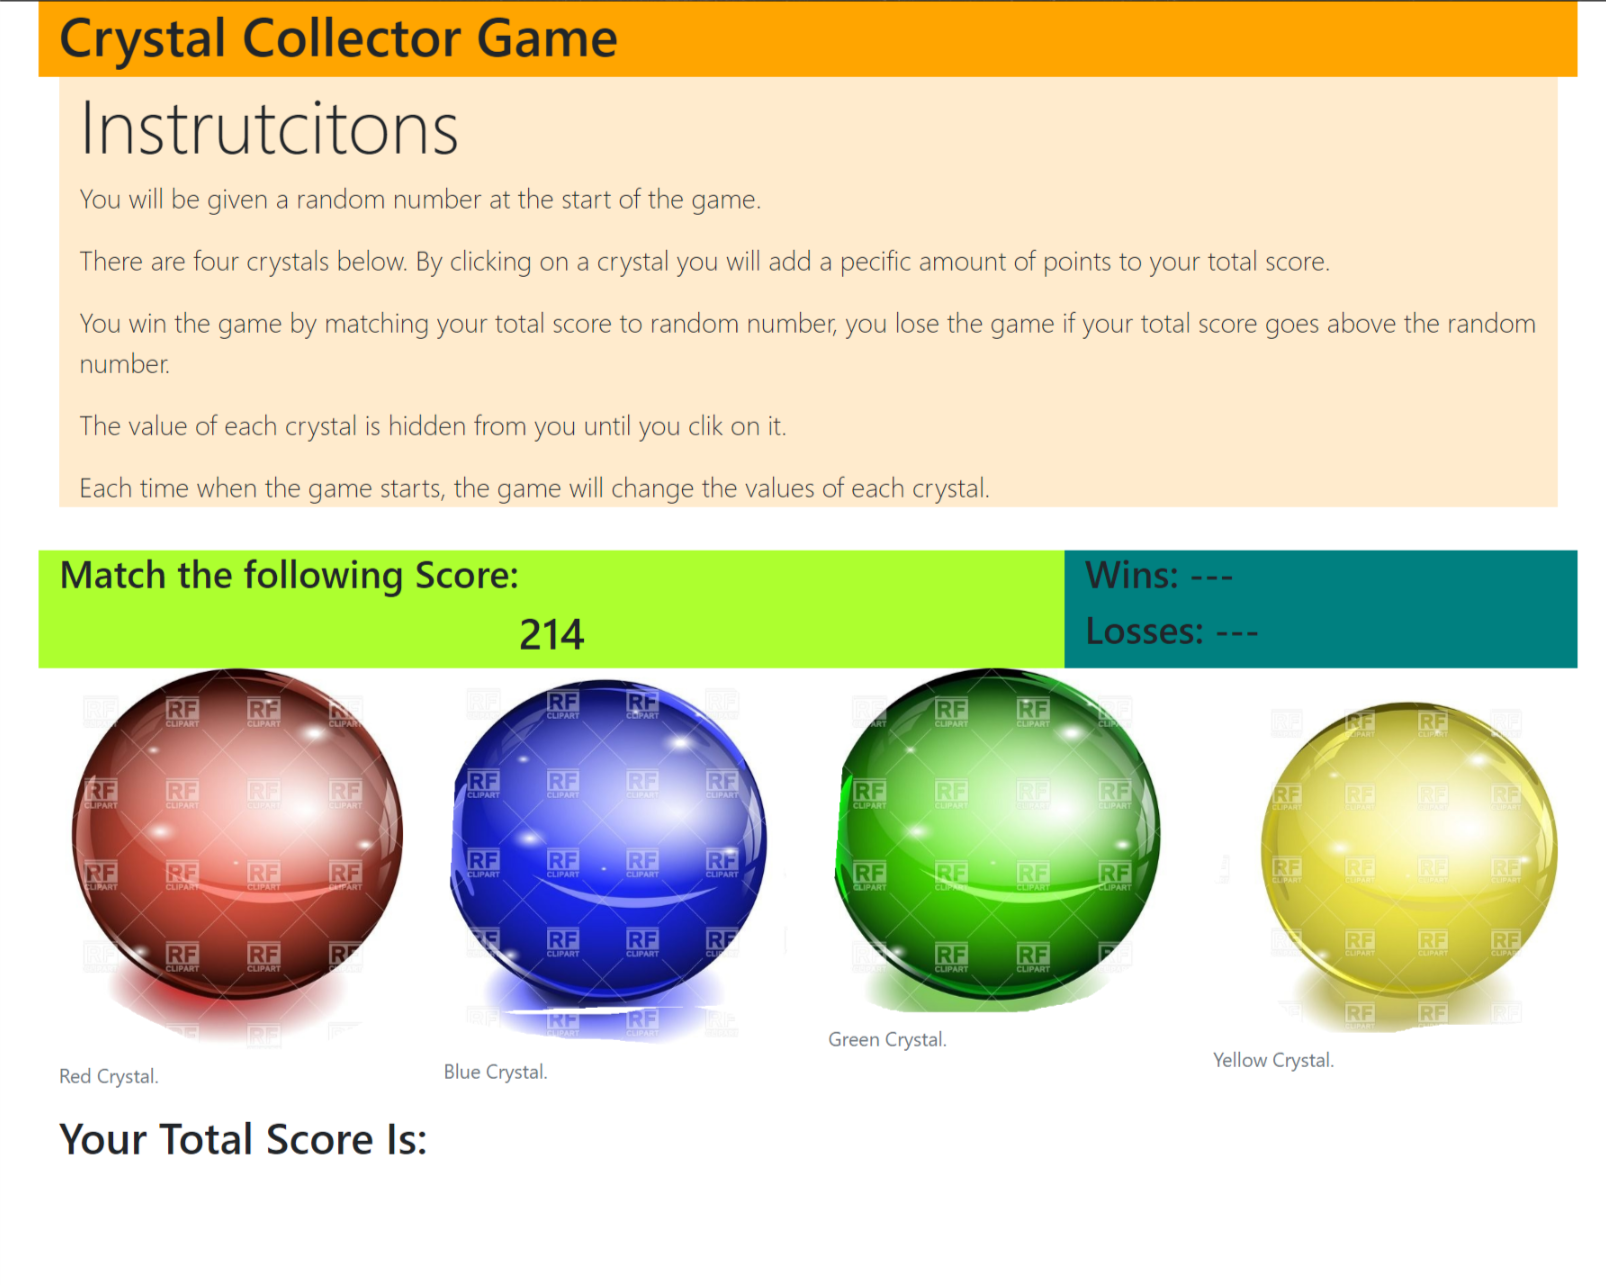 Crystal Collector Game
Instrutcitons
You will be given a random number at the start of the game.
There are four crystals below. By clicking on a crystal you will add a pecific amount of points to your total score.
You win the game by matching your total score to random number, you lose the game if your total score goes above the random
number.
The value of each crystal is hidden from you until you clik on it.
Each time when the game starts, the game will change the values of each crystal.
Match the following Score:
214
Wins: ---
Losses: ---
RF CLIPART
Red Crystal.
Blue Crystal.
Green Crystal.
Yellow Crystal.
Your Total Score Is: